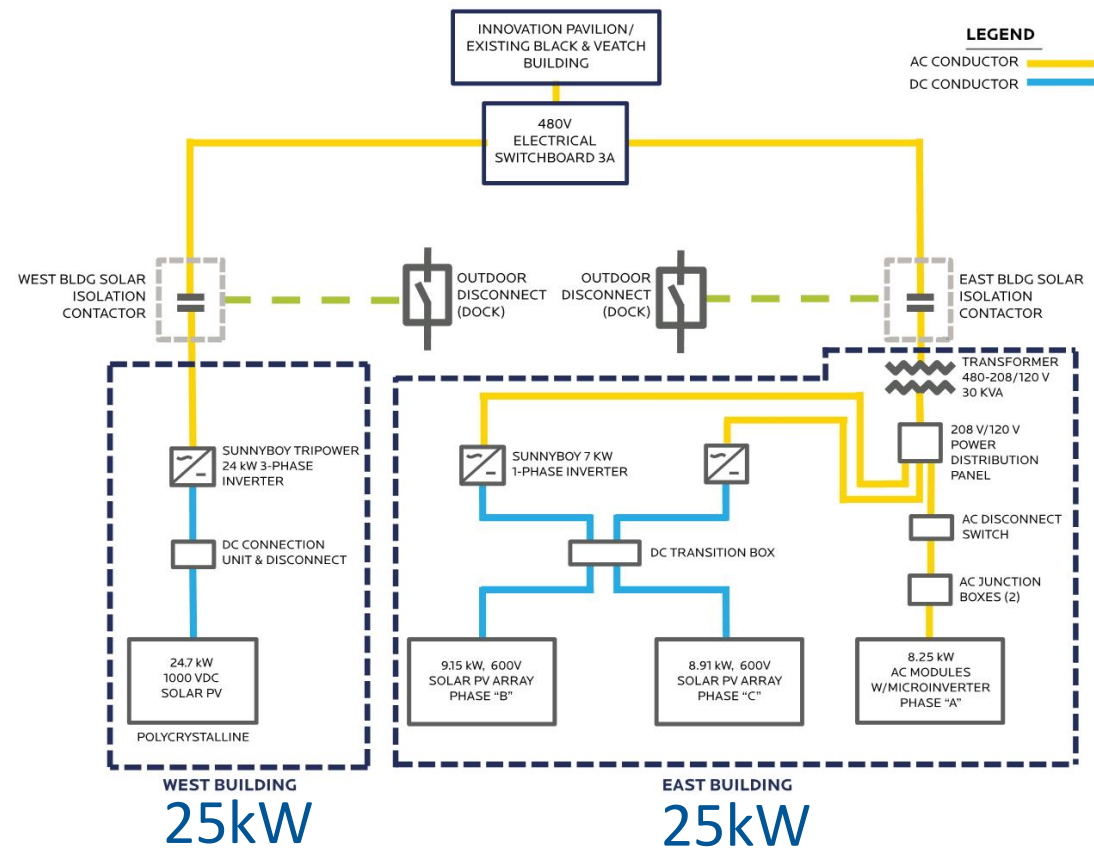 INNOVATION PAVILION/
EXISTING BLACK & VEATCH
BUILDING
LEGEND
AC CONDUCTOR
DC CONDUCTOR
480V
ELECTRICAL
SWITCHBOARD 3A
WEST BLDG SOLAR
ISOLATION
CONTACTOR
OUTDOOR
DISCONNECT
(DOCK)
OUTDOOR
DISCONNECT
(DOCK)
EAST BLDG SOLAR
ISOLATION
CONTACTOR
TRANSFORMER
480-208/120 V
30 KVA
SUNNYBOY TRIPOWER
24 kW 3-PHASE
INVERTER
SUNNYBOY 7 KW
1-PHASE INVERTER
208 V/120 V
POWER
DISTRIBUTION
PANEL
AC DISCONNECT
SWITCH
DC CONNECTION
UNIT & DISCONNECT
DC TRANSITION BOX
AC JUNCTION
BOXES (2)
24.7 kW
1000 VDC
SOLAR PV
9.15 kW, 600V
SOLAR PV ARRAY
PHASE "B"
8.91 kW, 600V
SOLAR PV ARRAY
PHASE "C"
8.25 kW
AC MODULES
W/MICROINVERTER
PHASE "A"
POLYCRYSTALLINE
WEST BUILDING
25kW
EAST BUILDING
25kW